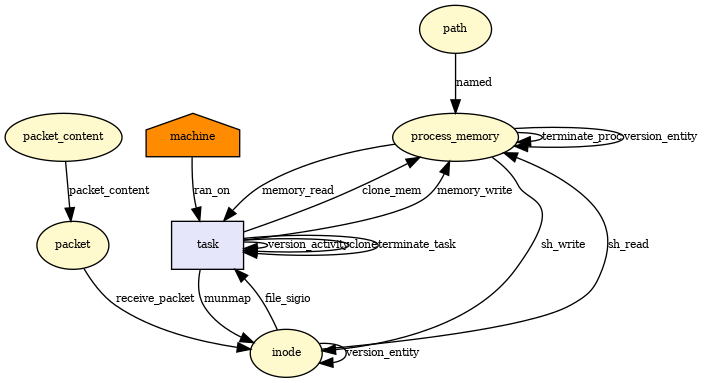 path
named
packet_content
machine
process_memory
terminate_proc
version_entity
packet_content
ran_on
memory_read
clone_mem
memory_write
packet
task
version_activity
clone
terminate_task
sh_write
sh_read
receive_packet
munmap
file_sigio
inode
version_entity